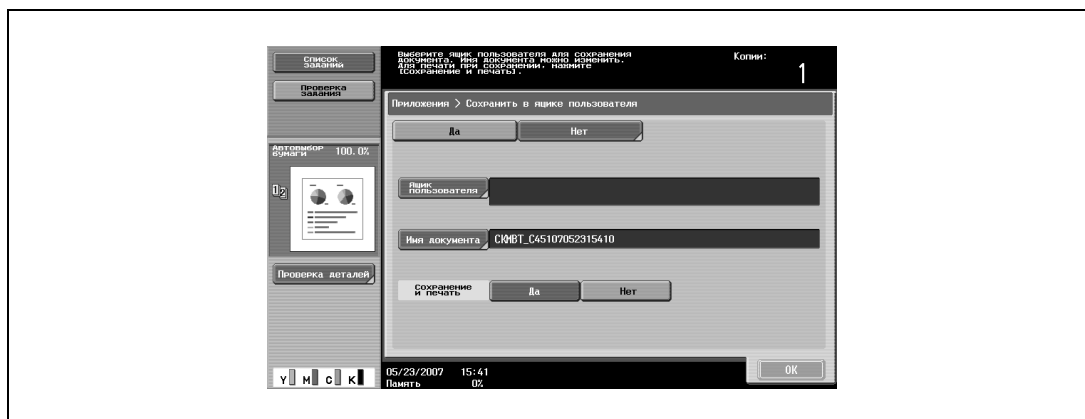 Список
заданий
Проверка
задания
Выберите ящик пользователя для сохранения
документа. Имя документа можно изменить.
Для печати при сохранении, нажмите
[Сохранение и печать].
Копии:
1
Приложения > Сохранить в ящике пользователя
Да
Нет
Автовыбор
бумаги
100.0%
12
Ящик
пользователя
Имя документа
CKMBT_C45107052315410
Проверка деталей
Сохранение
и печать
Да
Нет
Y M C K
05/23/2007 15:41
Память 0%
OK